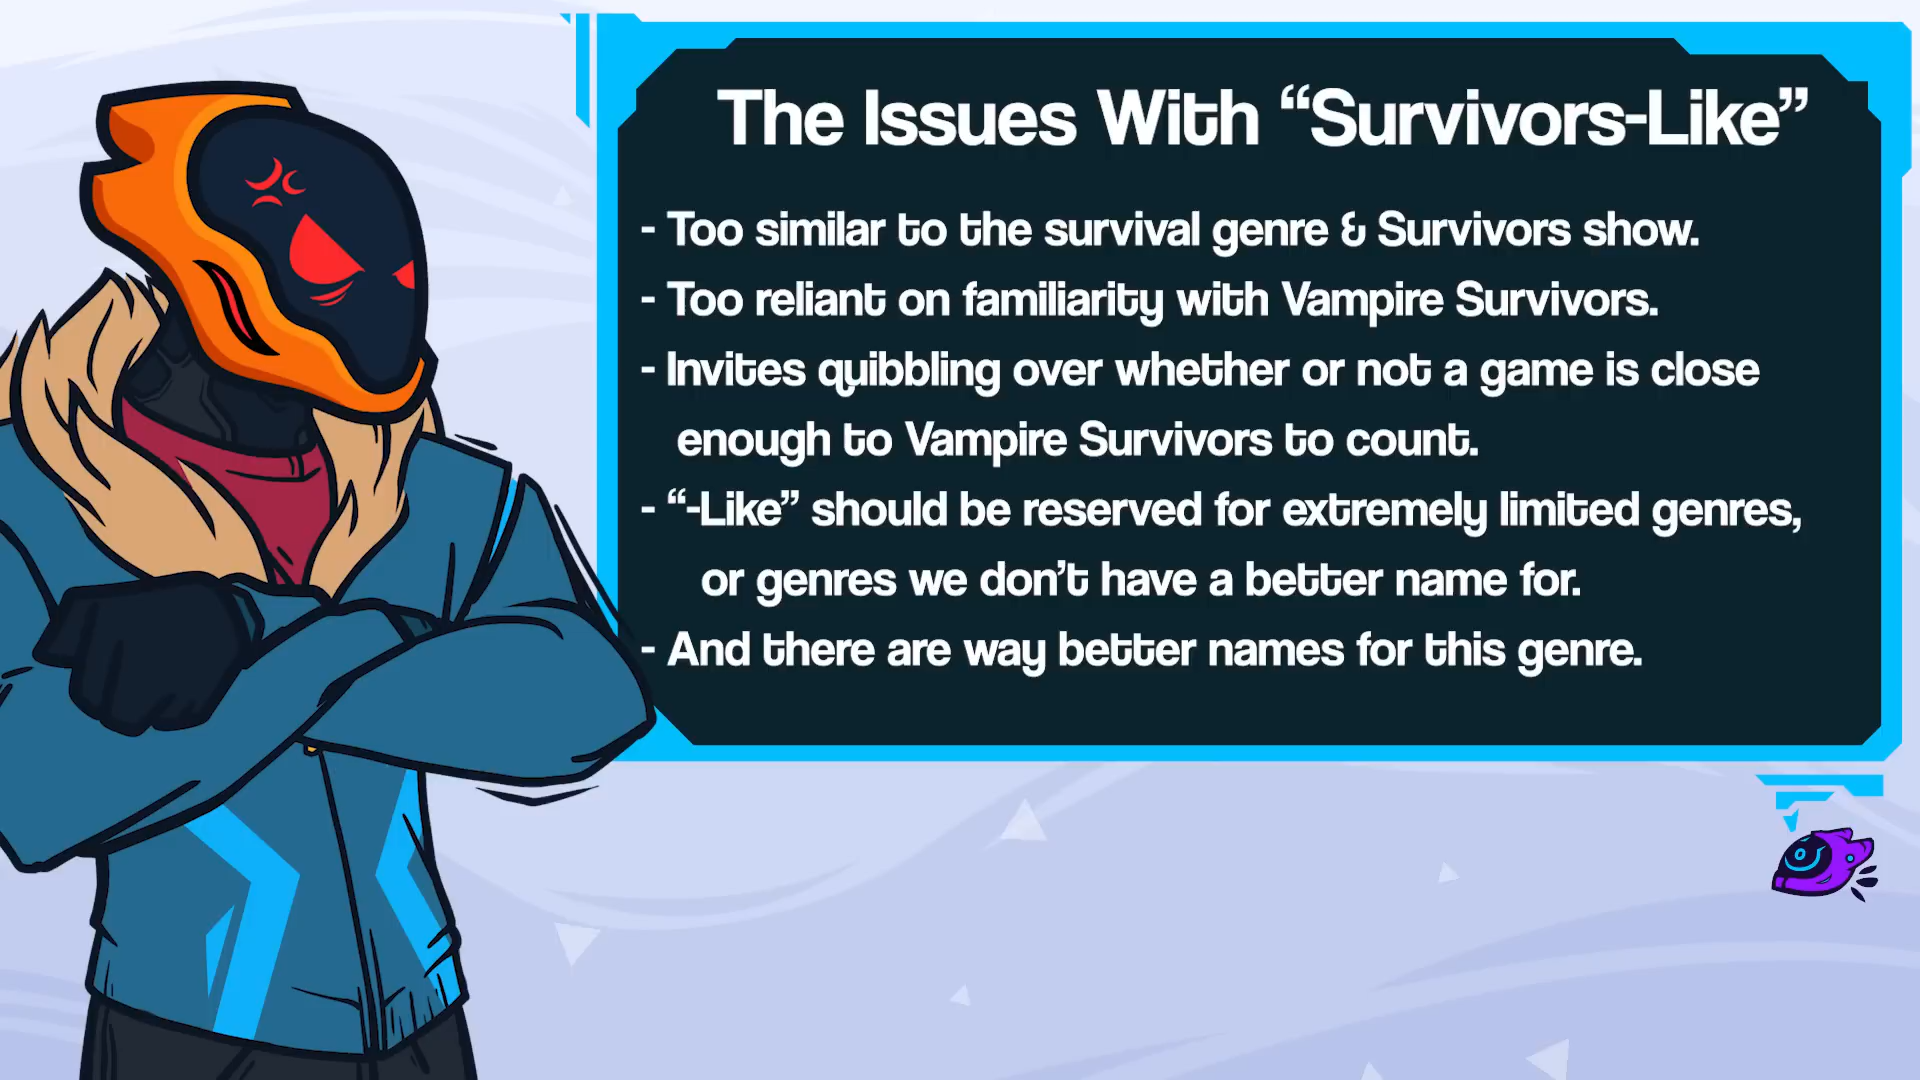 The Issues With “Survivors-Like”
- Too similar to the survival genre & Survivors show.
- Too reliant on familiarity with Vampire Survivors.
- Invites quibbling over whether or not a game is close
enough to Vampire Survivors to count.
- “-Like” should be reserved for extremely limited genres,
or genres we don’t have a better name for.
- And there are way better names for this genre.